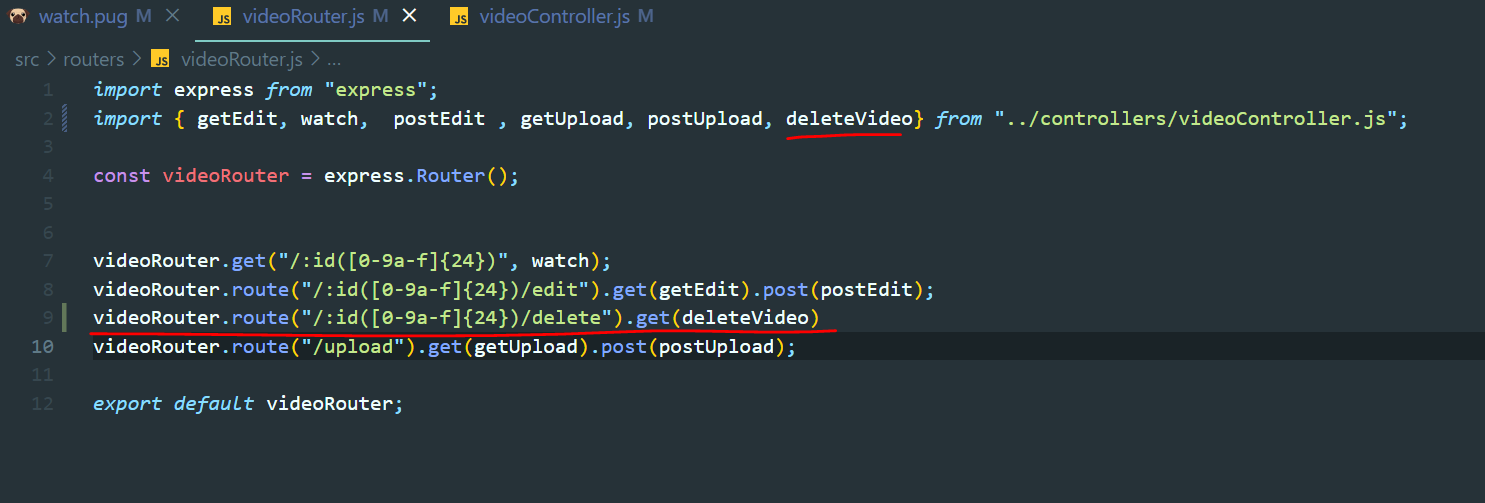 watch.pug M JS videoRouter.js M JS videoController.js M
src > routers > JS videoRouter.js > ...
1 import express from "express";
2 import { getEdit, watch,  postEdit , getUpload, postUpload, deleteVideo} from "../controllers/videoController.js";
3
4 const videoRouter = express.Router();
5
6
7 videoRouter.get("/:id([0-9a-f]{24})", watch);
8 videoRouter.route("/:id([0-9a-f]{24})/edit").get(getEdit).post(postEdit);
9 videoRouter.route("/:id([0-9a-f]{24})/delete").get(deleteVideo)
10 videoRouter.route("/upload").get(getUpload).post(postUpload);
11
12 export default videoRouter;